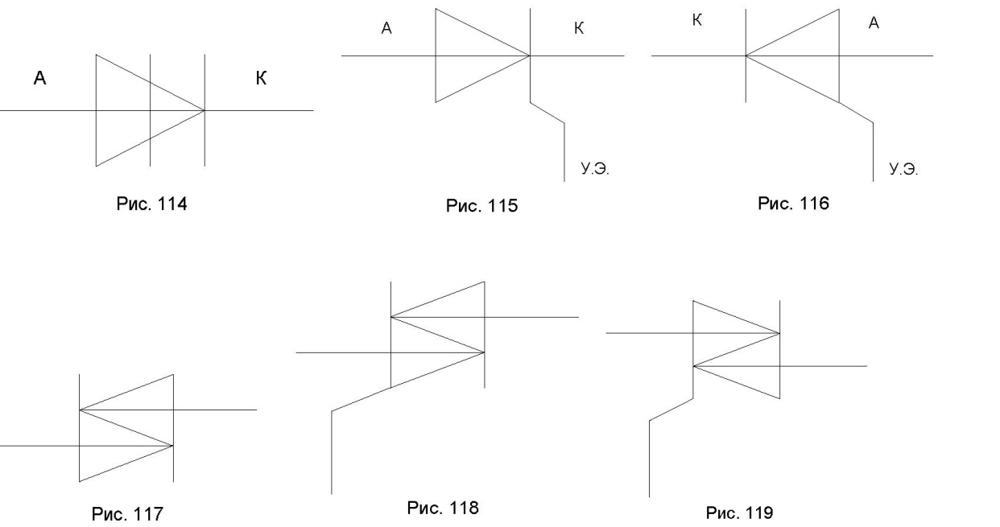 А К
Рис. 114
А К
У.Э.
Рис. 115
К А
У.Э.
Рис. 116
Рис. 117
Рис. 118
Рис. 119